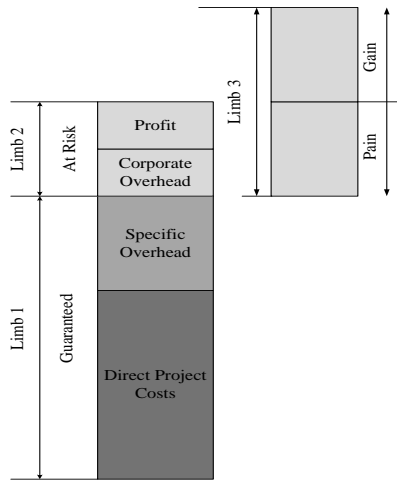 Limb 3
Gain
Pain
Limb 2
At Risk
Profit
Corporate
Overhead
Limb 1
Guaranteed
Specific
Overhead
Direct Project
Costs